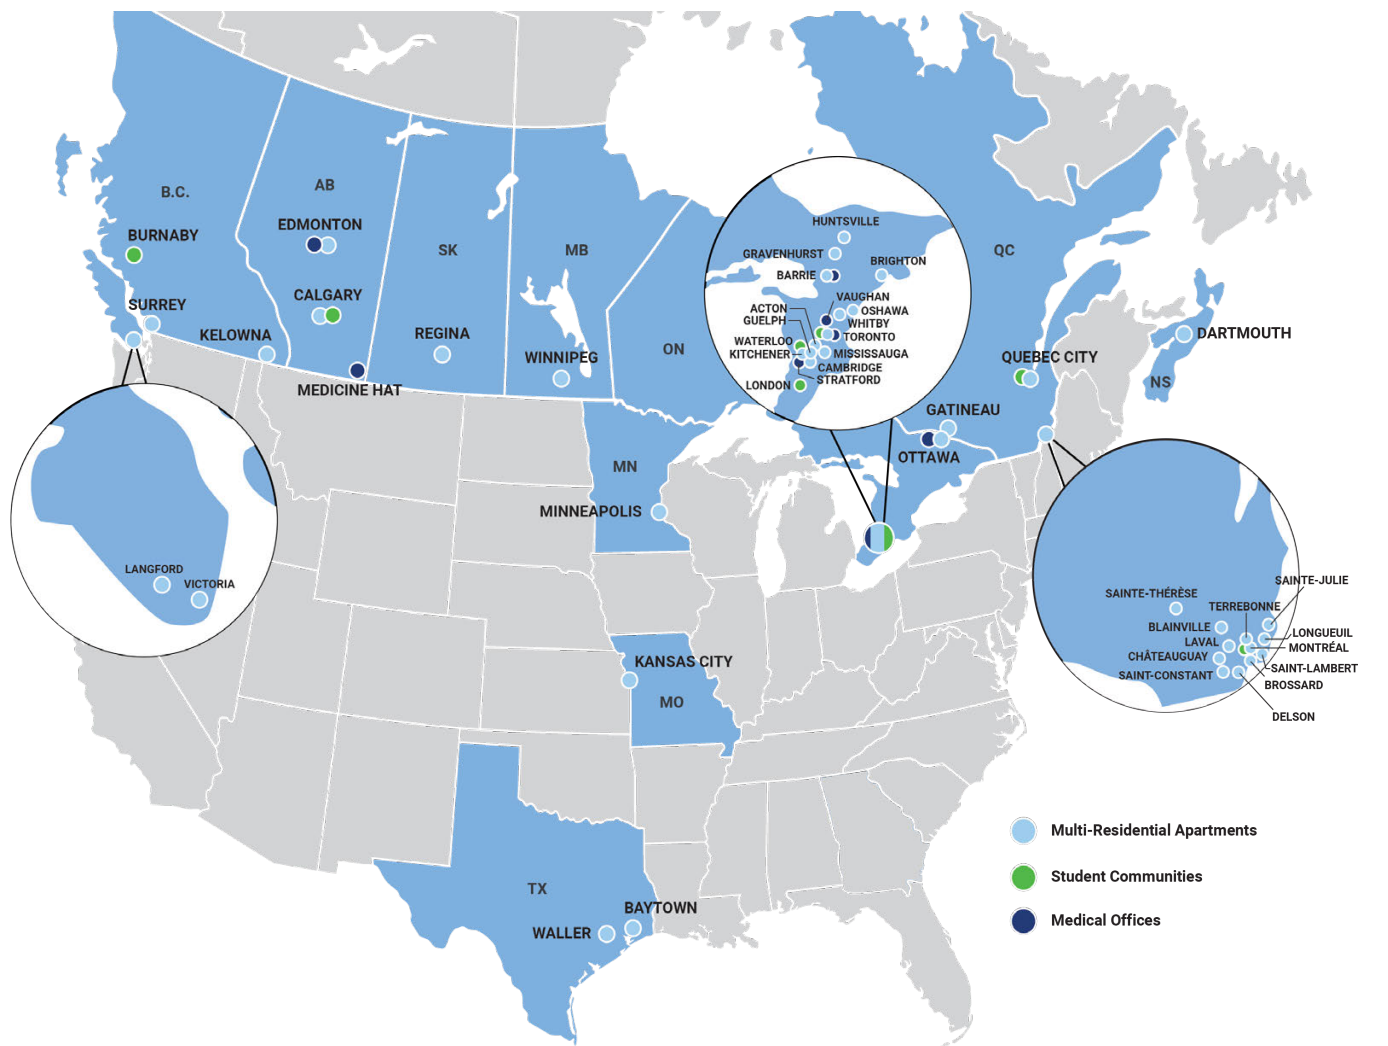 B.C.
AB
SK
MB
ON
QC
NS
BURNABY
SURREY
KELOWNA
EDMONTON
CALGARY
MEDICINE HAT
REGINA
WINNIPEG
HUNTSVILLE
GRAVENHURST
BARRIE
BRIGHTON
VAUGHAN
ACTON
OSHAWA
GUELPH
WHITBY
TORONTO
WATERLOO
KITCHENER
MISSISSAUGA
CAMBRIDGE
STRATFORD
LONDON
DARTMOUTH
QUEBEC CITY
GATINEAU
OTTAWA
MN
MINNEAPOLIS
LANGFORD
VICTORIA
SAINTE-JULIE
SAINTE-THÉRÈSE
TERREBONNE
BLAINVILLE
LONGUEUIL
LAVAL
MONTRÉAL
CHÂTEAUGUAY
SAINT-LAMBERT
SAINT-CONSTANT
BROSSARD
DELSON
KANSAS CITY
MO
TX
BAYTOWN
WALLER
Multi-Residential Apartments
Student Communities
Medical Offices